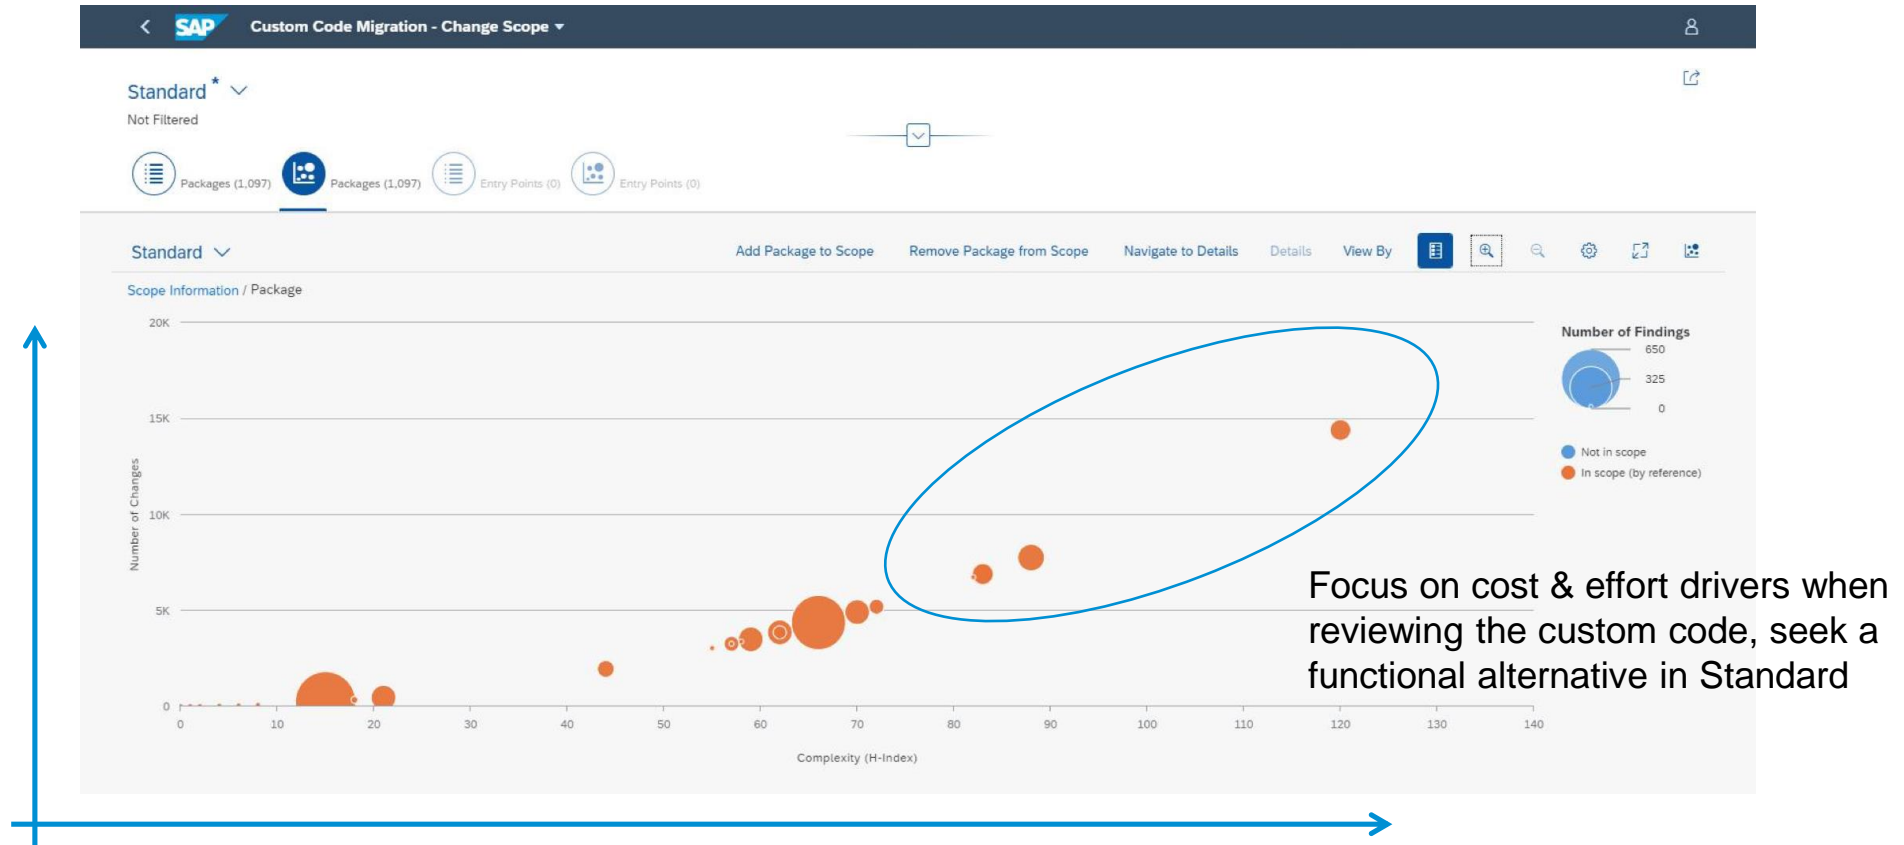 SAP Custom Code Migration - Change Scope
Standard *
Not Filtered
Packages (1,097) Packages (1,097) Entry Points (0) Entry Points (0)
Standard Add Package to Scope Remove Package from Scope Navigate to Details Details View By
Scope Information / Package
20K
15K
10K
5K
0
Number of Changes
0 10 20 30 40 50 60 70 80 90 100 110 120 130 140
Complexity (H-Index)
Number of Findings
650
325
0
Not in scope
In scope (by reference)
Focus on cost & effort drivers when
reviewing the custom code, seek a
functional alternative in Standard